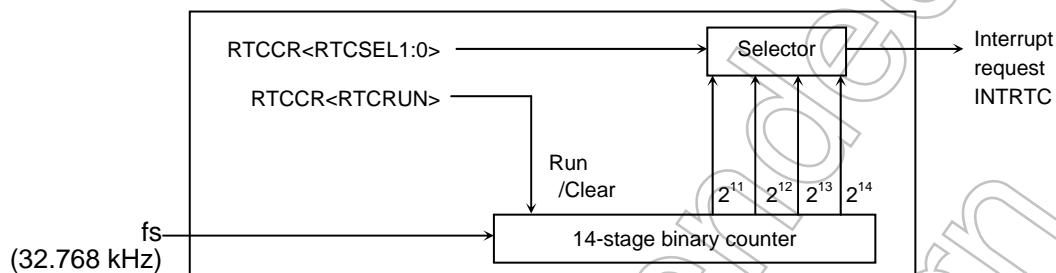 RTCCR<RTCSEL1:0>
Selector
Interrupt
request
INTRTC
RTCCR<RTCRUN>
Run
/Clear
2^11 2^12 2^13 2^14
fs
(32.768 kHz)
14-stage binary counter